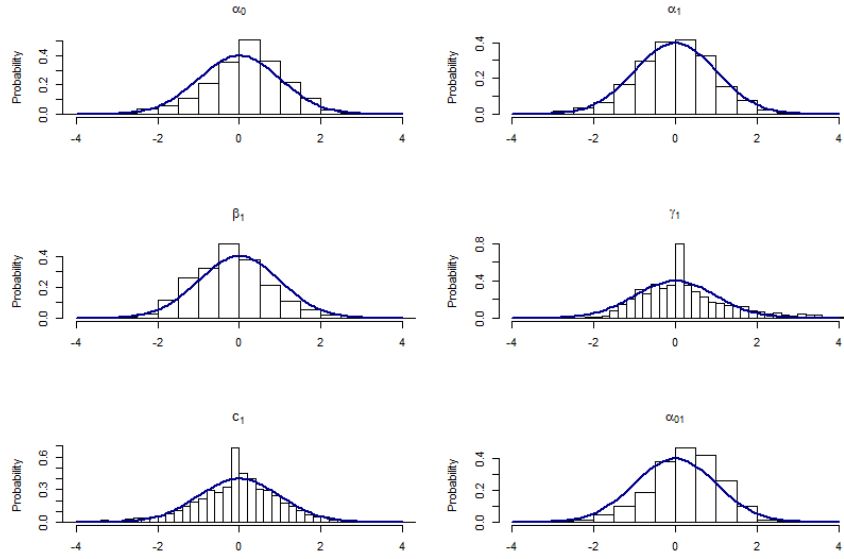 α0
Probability
0.0 0.2 0.4
-4 -2 0 2 4
α1
Probability
0.0 0.2 0.4
-4 -2 0 2 4
β1
Probability
0.0 0.2 0.4
-4 -2 0 2 4
γ1
Probability
0.0 0.4 0.8
-4 -2 0 2 4
c1
Probability
0.0 0.3 0.6
-4 -2 0 2 4
α01
Probability
0.0 0.2 0.4
-4 -2 0 2 4